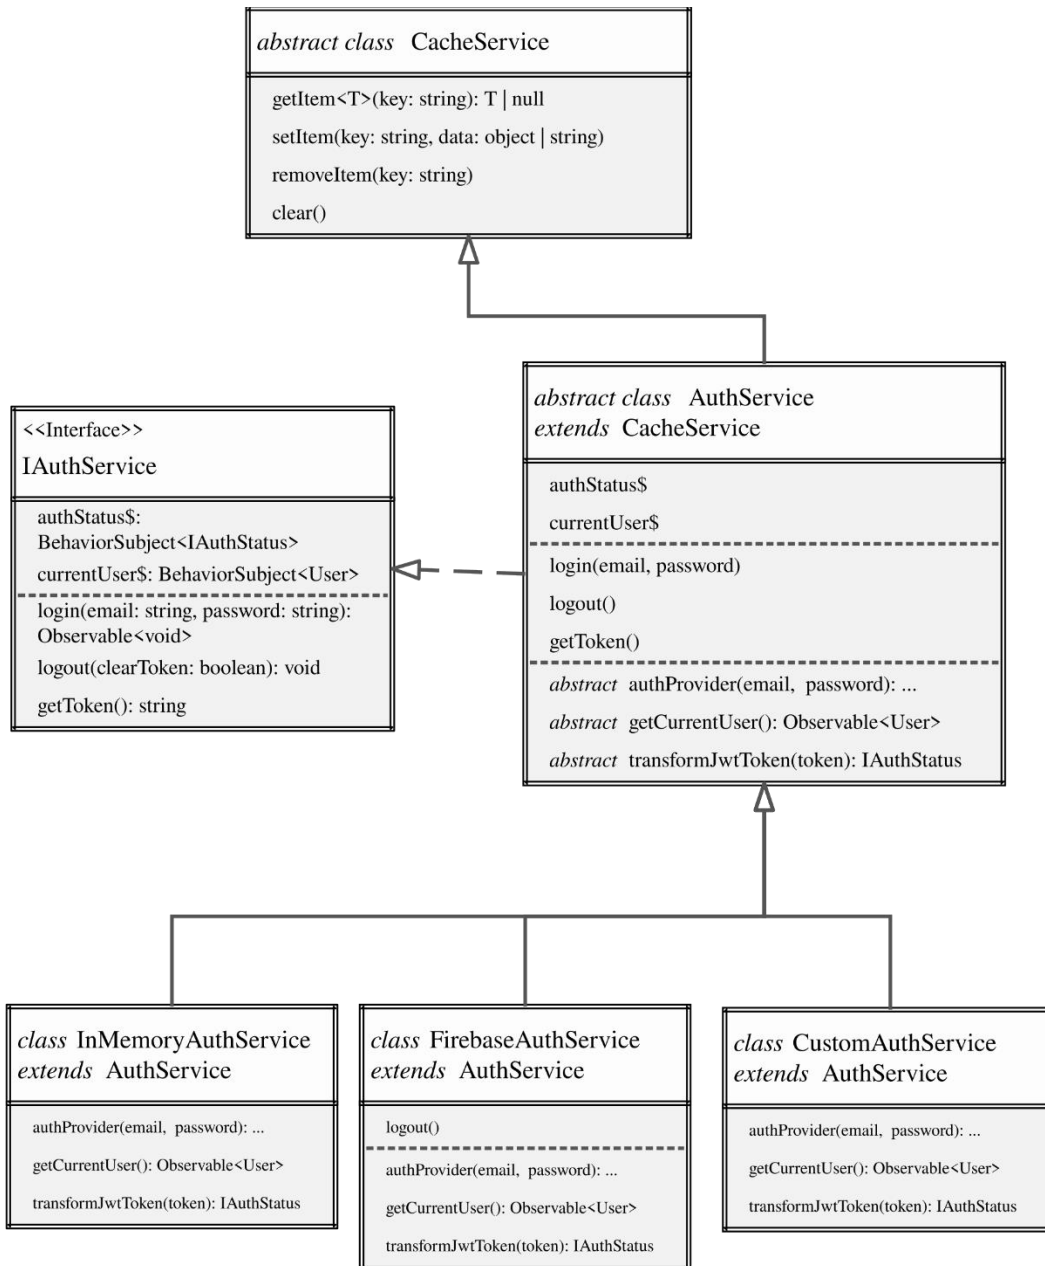 abstract class CacheService
getItem<T>(key: string): T | null
setItem(key: string, data: object | string)
removeItem(key: string)
clear()
<<Interface>>
IAuthService
authStatus$:
BehaviorSubject<IAuthStatus>
currentUser$: BehaviorSubject<User>
login(email: string, password: string):
Observable<void>
logout(clearToken: boolean): void
getToken(): string
abstract class AuthService
extends CacheService
authStatus$
currentUser$
login(email, password)
logout()
getToken()
abstract authProvider(email, password): ...
abstract getCurrentUser(): Observable<User>
abstract transformJwtToken(token): IAuthStatus
class InMemoryAuthService
extends AuthService
authProvider(email, password): ...
getCurrentUser(): Observable<User>
transformJwtToken(token): IAuthStatus
class FirebaseAuthService
extends AuthService
logout()
authProvider(email, password): ...
getCurrentUser(): Observable<User>
transformJwtToken(token): IAuthStatus
class CustomAuthService
extends AuthService
authProvider(email, password): ...
getCurrentUser(): Observable<User>
transformJwtToken(token): IAuthStatus